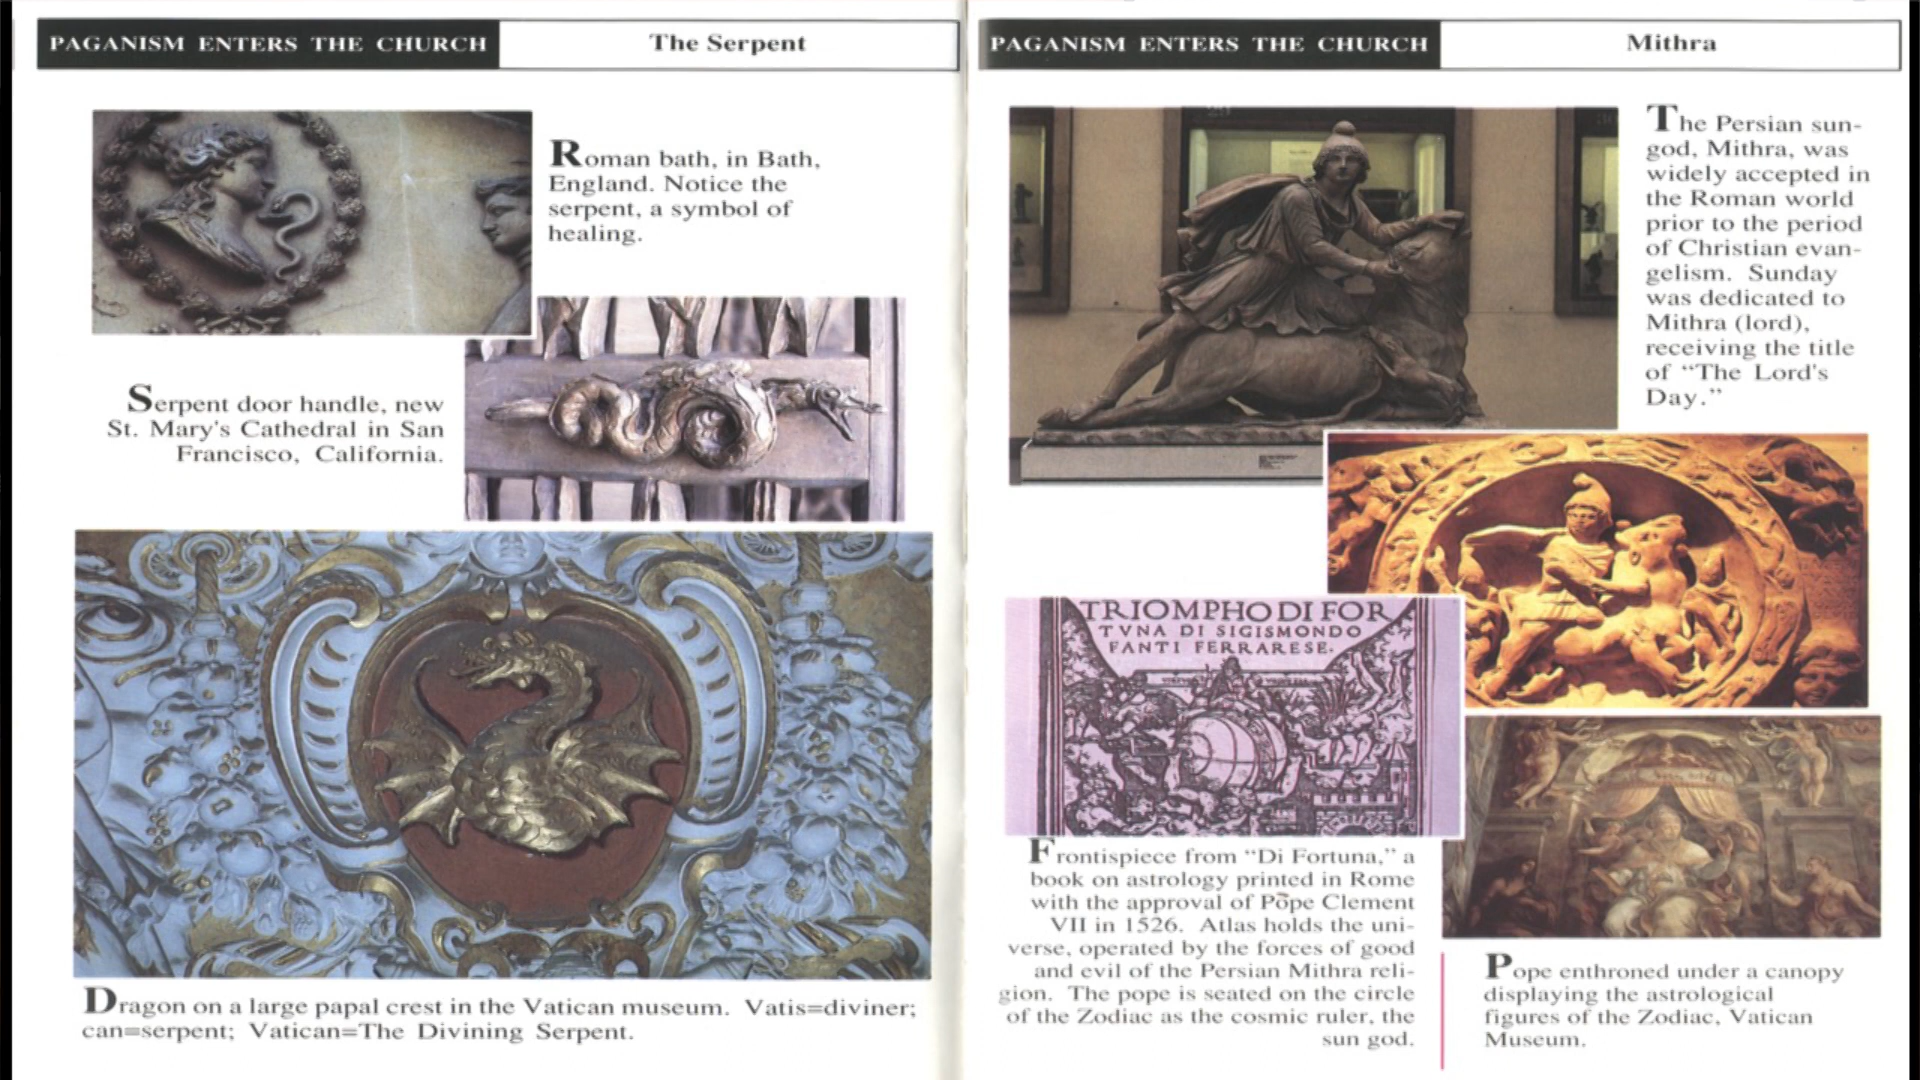 PAGANISM ENTERS THE CHURCH
The Serpent
Roman bath, in Bath,
England. Notice the
serpent, a symbol of
healing.
Serpent door handle, new
St. Mary's Cathedral in San
Francisco, California.
Dragon on a large papal crest in the Vatican museum. Vatis=diviner;
can=serpent; Vatican=The Divining Serpent.
PAGANISM ENTERS THE CHURCH
Mithra
The Persian sun-
god, Mithra, was
widely accepted in
the Roman world
prior to the period
of Christian evan-
gelism. Sunday
was dedicated to
Mithra (lord),
receiving the title
of “The Lord's
Day.”
TRIOMPHO DI FOR
TVNA DI SIGISMONDO
FANTI FERRARESE.
Frontispiece from “Di Fortuna,” a
book on astrology printed in Rome
with the approval of Pope Clement
VII in 1526. Atlas holds the uni-
verse, operated by the forces of good
and evil of the Persian Mithra reli-
gion. The pope is seated on the circle
of the Zodiac as the cosmic ruler, the
sun god.
Pope enthroned under a canopy
displaying the astrological
figures of the Zodiac, Vatican
Museum.